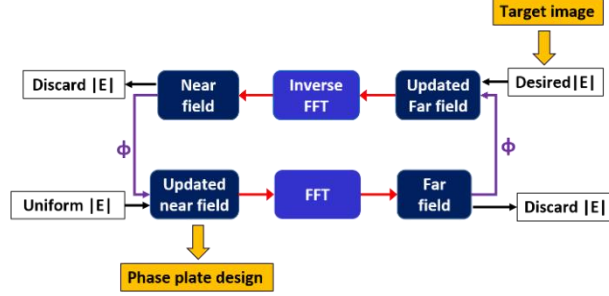 Target image
Discard |E|
Near
field
Inverse
FFT
Updated
Far field
Desired|E|
ϕ
ϕ
Uniform |E|
Updated
near field
FFT
Far
field
Discard |E|
Phase plate design